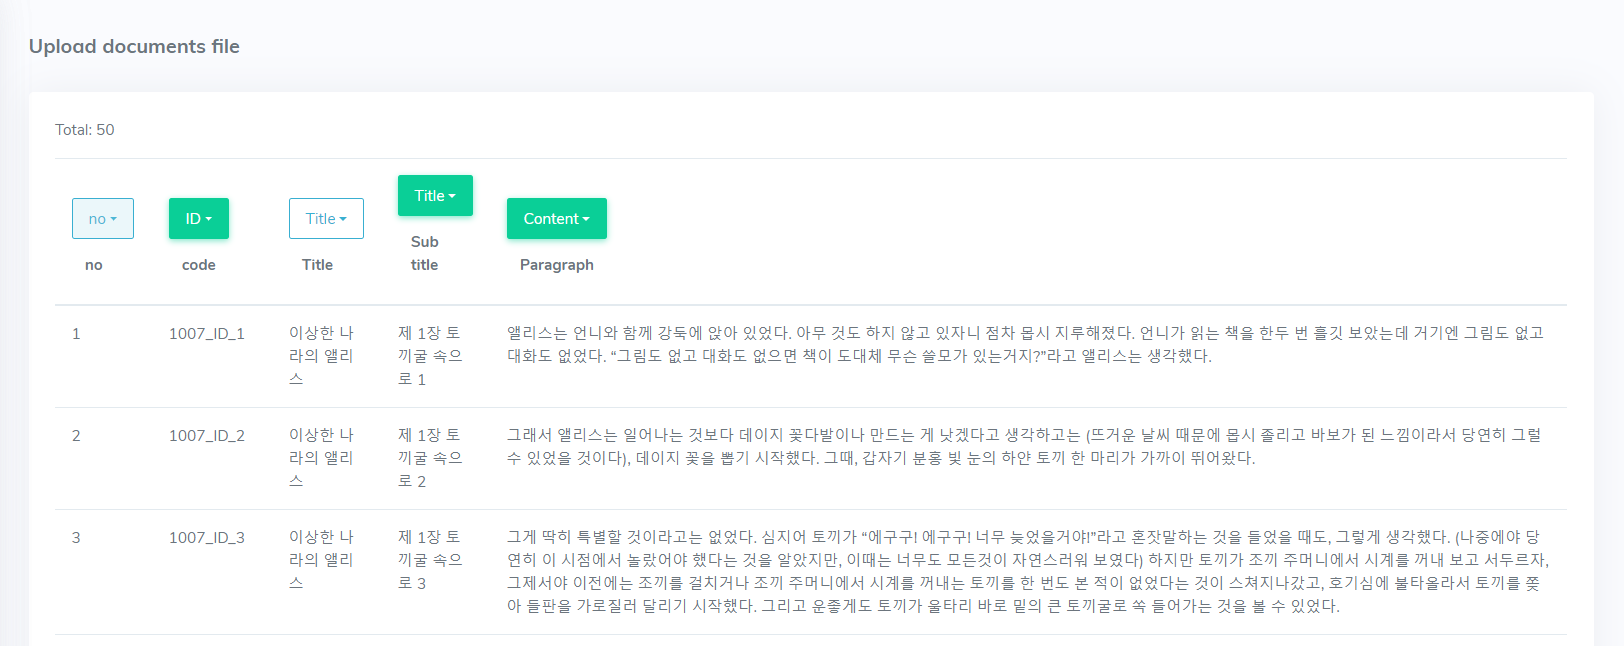 Upload documents file
Total: 50
no
ID
Title
Title
Content
no
code
Title
Sub
title
Paragraph
1
1007_ID_1
이상한 나
라의 앨리
스
제 1장 토
끼굴 속으
로 1
앨리스는 언니와 함께 강둑에 앉아 있었다. 아무 것도 하지 않고 있자니 점차 몹시 지루해졌다. 언니가 읽는 책을 한두 번 흘깃 보았는데 거기엔 그림도 없고
대화도 없었다. “그림도 없고 대화도 없으면 책이 도대체 무슨 쓸모가 있는거지?”라고 앨리스는 생각했다.
2
1007_ID_2
이상한 나
라의 앨리
스
제 1장 토
끼굴 속으
로 2
그래서 앨리스는 일어나는 것보다 데이지 꽃다발이나 만드는 게 낫겠다고 생각하고는 (뜨거운 날씨 때문에 몹시 졸리고 바보가 된 느낌이라서 당연히 그럴
수 있었을 것이다), 데이지 꽃을 뽑기 시작했다. 그때, 갑자기 분홍 빛 눈의 하얀 토끼 한 마리가 가까이 뛰어왔다.
3
1007_ID_3
이상한 나
라의 앨리
스
제 1장 토
끼굴 속으
로 3
그게 딱히 특별할 것이라고는 없었다. 심지어 토끼가 “에구구! 에구구! 너무 늦었을거야!”라고 혼잣말하는 것을 들었을 때도, 그렇게 생각했다. (나중에야 당
연히 이 시점에서 놀랐어야 했다는 것을 알았지만, 이때는 너무도 모든것이 자연스러워 보였다) 하지만 토끼가 조끼 주머니에서 시계를 꺼내 보고 서두르자,
그제서야 이전에는 조끼를 걸치거나 조끼 주머니에서 시계를 꺼내는 토끼를 한 번도 본 적이 없었다는 것이 스쳐지나갔고, 호기심에 불타올라서 토끼를 쫒
아 들판을 가로질러 달리기 시작했다. 그리고 운좋게도 토끼가 울타리 바로 밑의 큰 토끼굴로 쏙 들어가는 것을 볼 수 있었다.